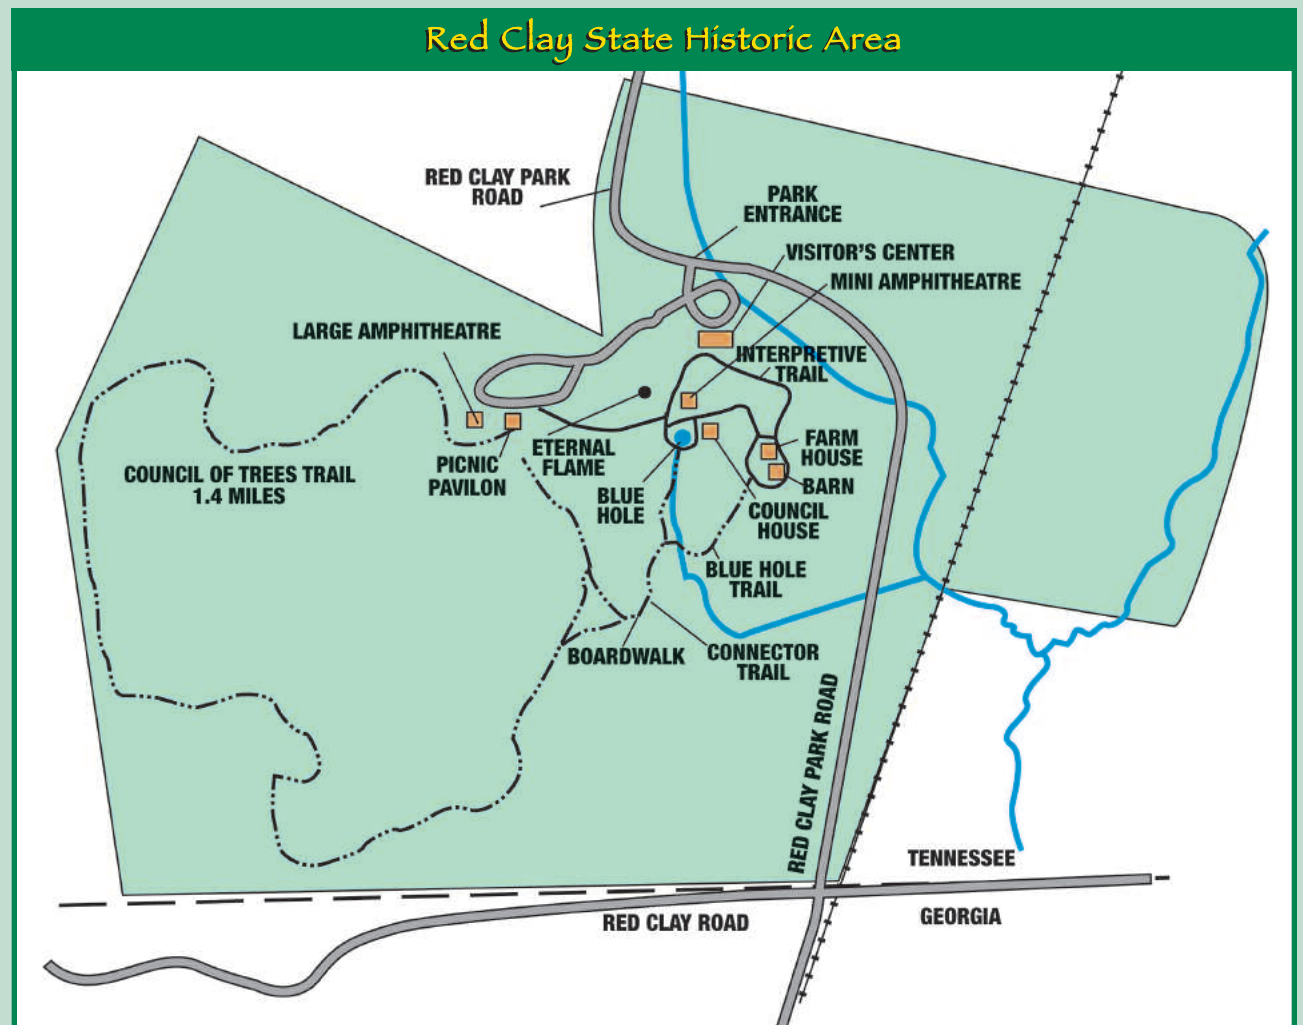 Red Clay State Historic Area
RED CLAY PARK
ROAD
PARK
ENTRANCE
VISITOR'S CENTER
MINI AMPHITHEATRE
LARGE AMPHITHEATRE
INTERPRETIVE
TRAIL
COUNCIL OF TREES TRAIL
1.4 MILES
PICNIC
PAVILON
ETERNAL
FLAME
FARM
HOUSE
BARN
BLUE
HOLE
COUNCIL
HOUSE
BLUE HOLE
TRAIL
BOARDWALK
CONNECTOR
TRAIL
RED CLAY PARK ROAD
TENNESSEE
RED CLAY ROAD
GEORGIA